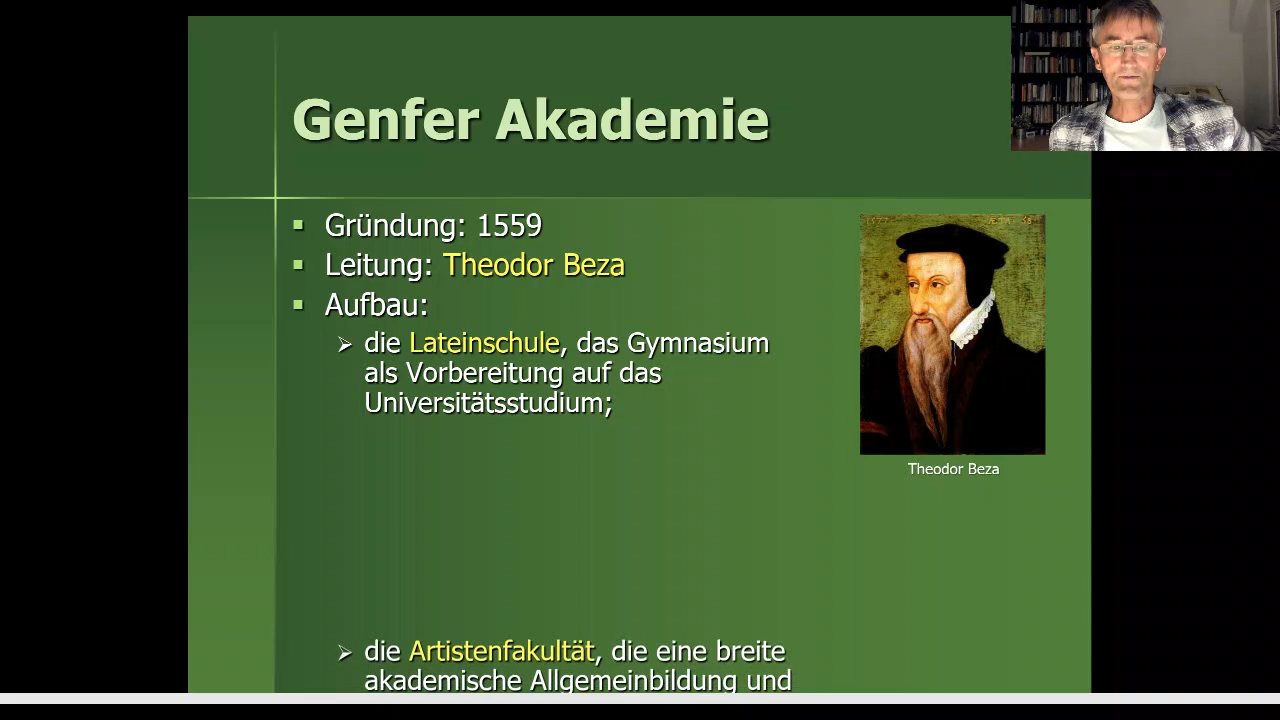 Genfer Akademie
Gründung: 1559
Leitung: Theodor Beza
Aufbau:
die Lateinschule, das Gymnasium
als Vorbereitung auf das
Universitätsstudium;
Theodor Beza
die Artistenfakultät, die eine breite
akademische Allgemeinbildung und